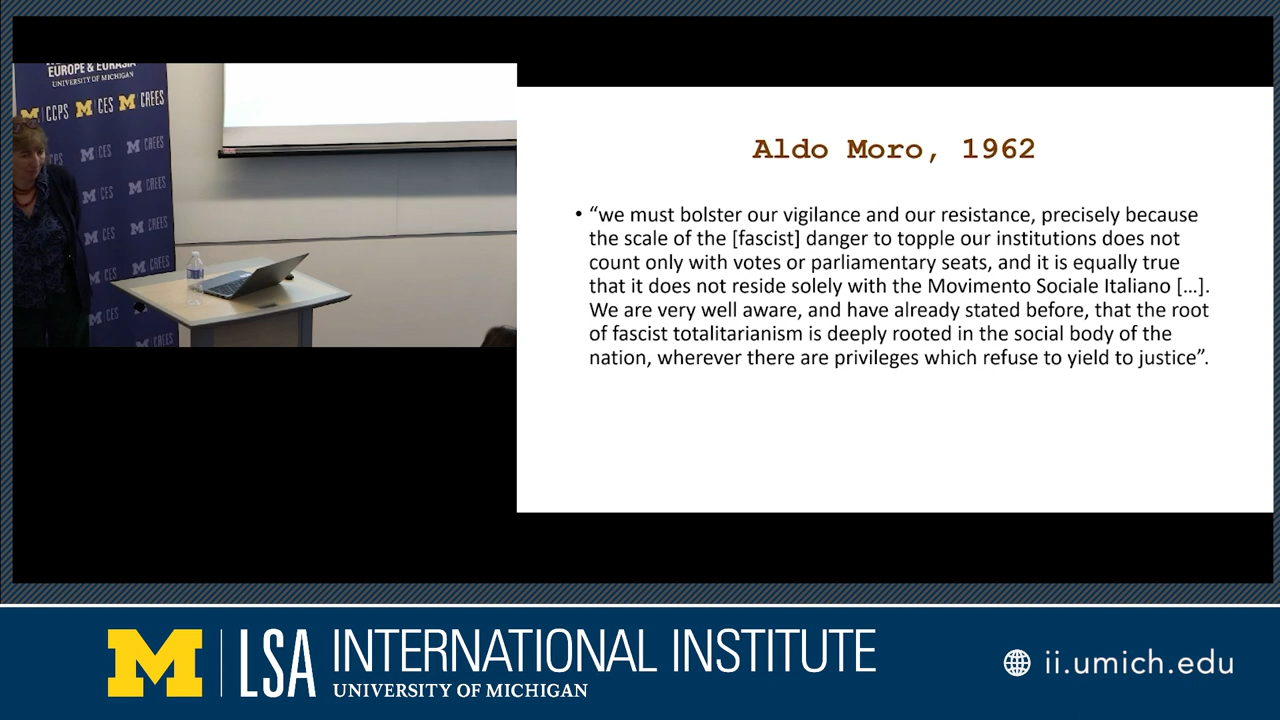 EUROPE & EURASIA
UNIVERSITY OF MICHIGAN
M CCPS M CES M CREES
CPS M CES M CREES
M CES M CREES
M CES M CREES
M CES M CREES
M CES M
Aldo Moro, 1962
• “we must bolster our vigilance and our resistance, precisely because
the scale of the [fascist] danger to topple our institutions does not
count only with votes or parliamentary seats, and it is equally true
that it does not reside solely with the Movimento Sociale Italiano [...].
We are very well aware, and have already stated before, that the root
of fascist totalitarianism is deeply rooted in the social body of the
nation, wherever there are privileges which refuse to yield to justice”.
M LSA INTERNATIONAL INSTITUTE
UNIVERSITY OF MICHIGAN
ii.umich.edu